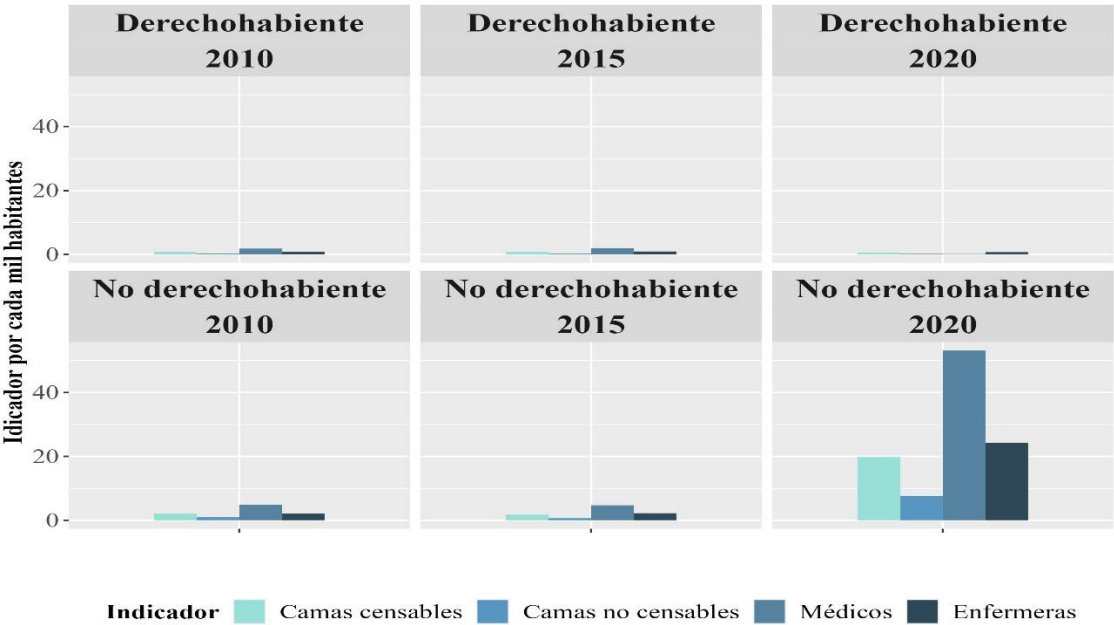 Derechohabiente
2010
Derechohabiente
2015
Derechohabiente
2020
40
20
0
No derechohabiente
2010
No derechohabiente
2015
No derechohabiente
2020
40
20
0
Idicador por cada mil habitantes
Indicador Camas censables Camas no censables Médicos Enfermeras